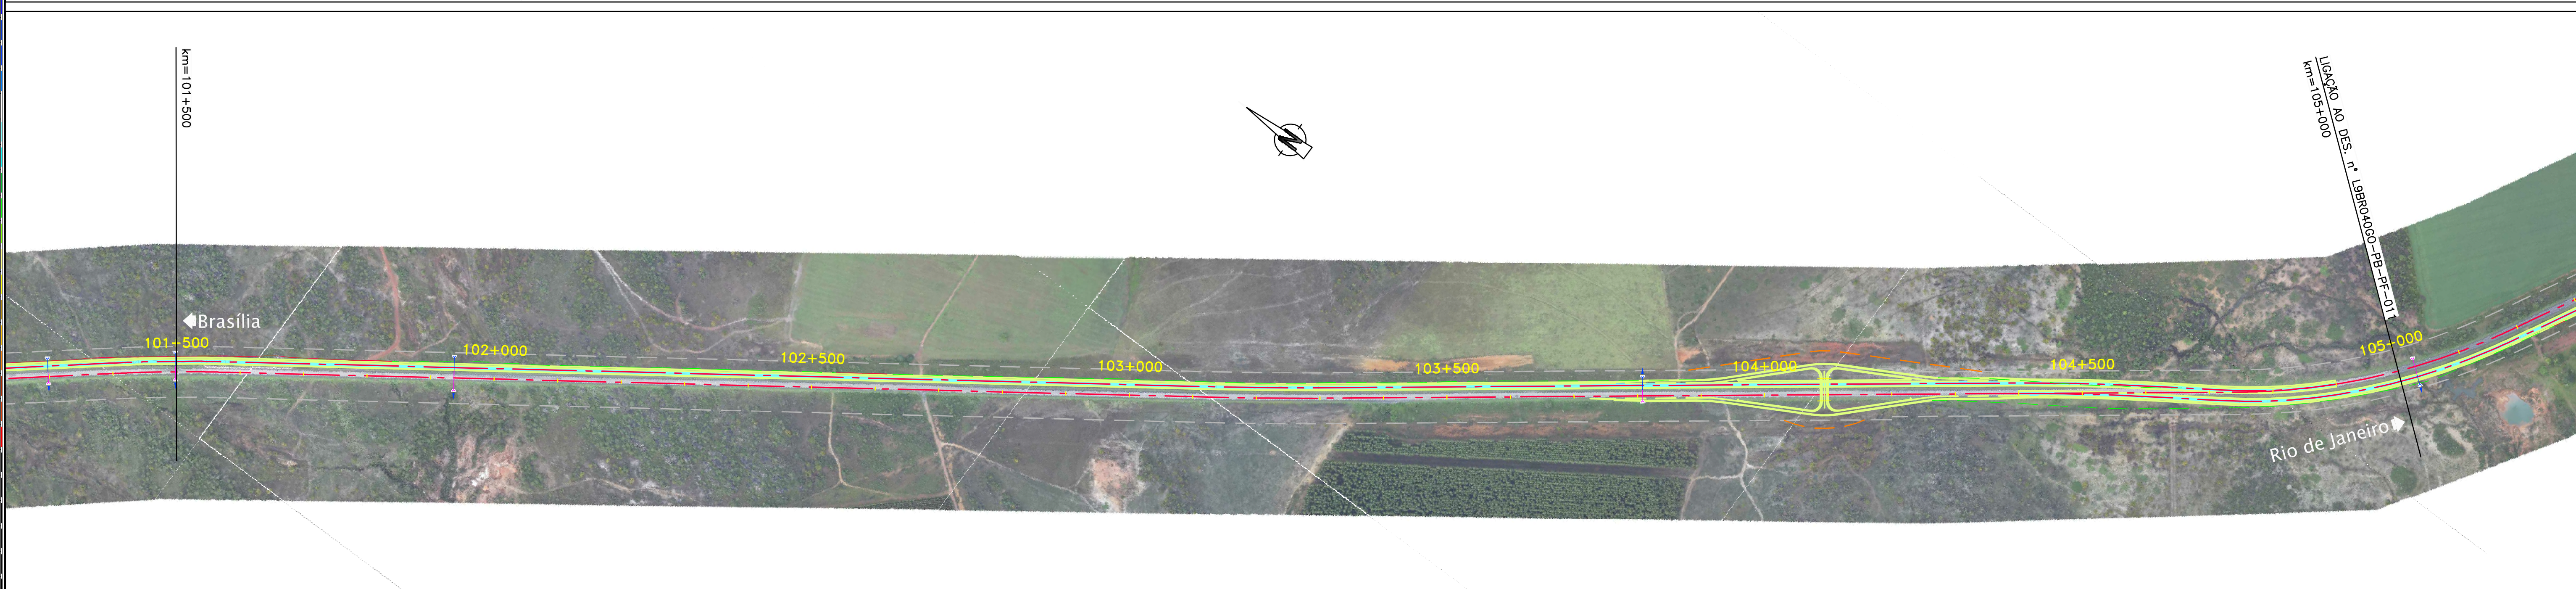 km=101+500
LIGAÇÃO AO DES. nº L9BR040GO-PB-PF-011
km=105+000
N
Brasília
101+500
102+000
102+500
103+000
103+500
104+000
104+500
105+000
Rio de Janeiro